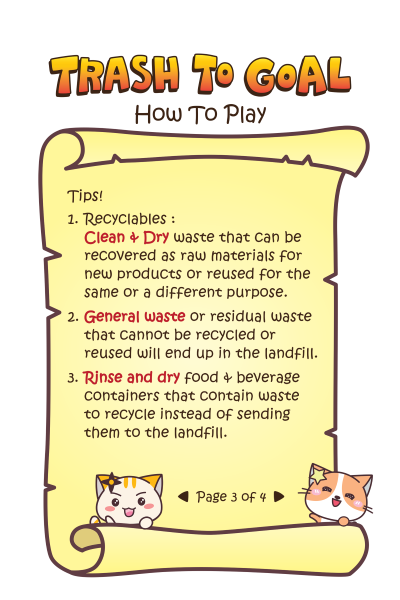 TRASH TO GOAL
How To Play
Tips!
1. Recyclables :
Clean & Dry waste that can be
recovered as raw materials for
new products or reused for the
same or a different purpose.
2. General waste or residual waste
that cannot be recycled or
reused will end up in the landfill.
3. Rinse and dry food & beverage
containers that contain waste
to recycle instead of sending
them to the landfill.
Page 3 of 4